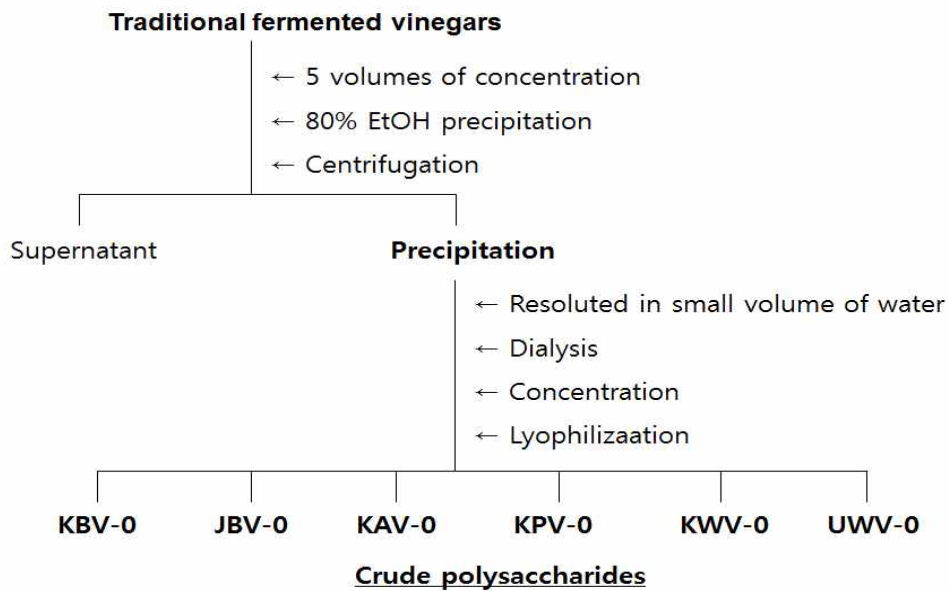 Traditional fermented vinegars
← 5 volumes of concentration
← 80% EtOH precipitation
← Centrifugation
Supernatant Precipitation
← Resoluted in small volume of water
← Dialysis
← Concentration
← Lyophilizaation
KBV-0 JBV-0 KAV-0 KPV-0 KWV-0 UWV-0
Crude polysaccharides